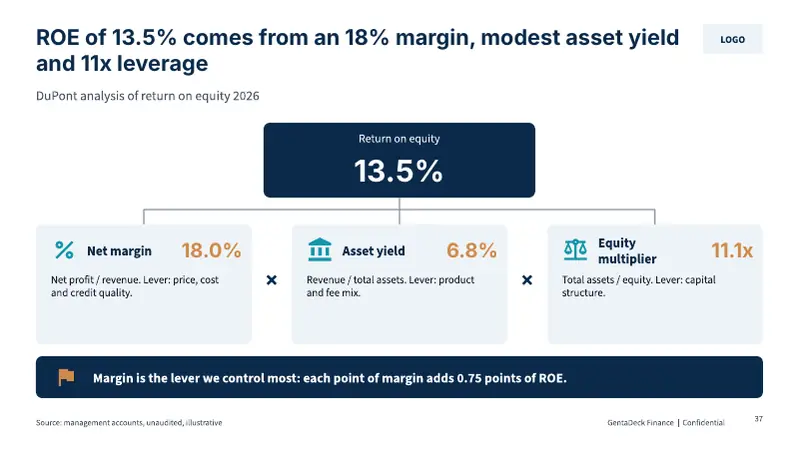 ROE of 13.5% comes from an 18% margin, modest asset yield
and 11x leverage
LOGO
DuPont analysis of return on equity 2026
Return on equity
13.5%
Net margin
18.0%
Net profit / revenue. Lever: price, cost
and credit quality.
×
Asset yield
6.8%
Revenue / total assets. Lever: product
and fee mix.
×
Equity
multiplier
11.1x
Total assets / equity. Lever: capital
structure.
Margin is the lever we control most: each point of margin adds 0.75 points of ROE.
Source: management accounts, unaudited, illustrative
GentaDeck Finance | Confidential
37